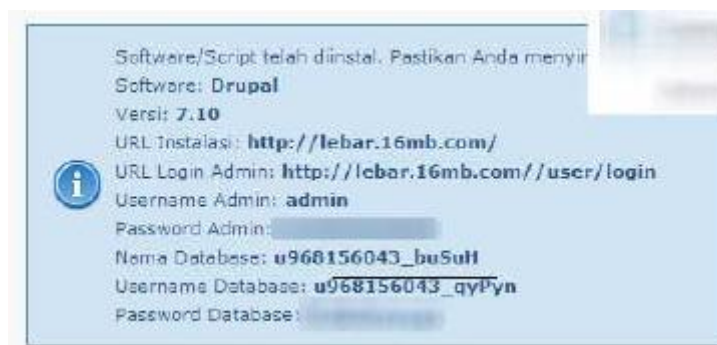 Software/Script telah diinstal. Pastikan Anda
Software: Drupal
Versi: 7.10
URL Instalasi: http://lebar.16mb.com/
URL Login Admin: http://lebar.16mb.com//user/login
Username Admin: admin
Password Admin:
Nama Database: u968156043_buSuH
Username Database: u968156043_qyPyn
Password Database: